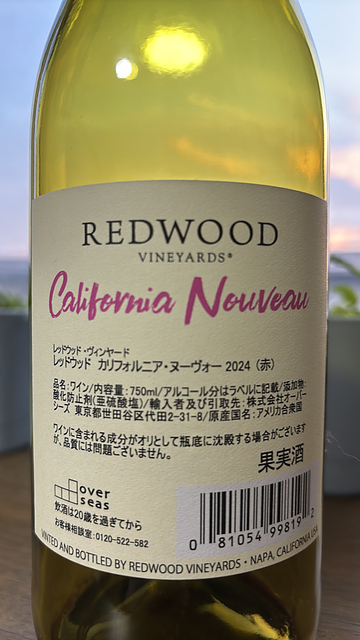 REDWOOD
VINEYARDS®
California Nouveau
レッドウッド・ヴィンヤード
レッドウッド カリフォルニア・ヌーヴォー 2024（赤）
品名：ワイン/内容量：750ml/アルコール分はラベルに記載/添加物：
酸化防止剤(亜硫酸塩)/輸入者及び引取先：株式会社オーバー
シーズ 東京都世田谷区代田2-31-8/原産国名：アメリカ合衆国
ワインに含まれる成分がオリとして瓶底に沈殿する場合がございます
が、品質には問題ございません。
果実酒
over
seas
飲酒は20歳を過ぎてから
お客様相談室：0120-522-582
0 81054 99819 2
VINTED AND BOTTLED BY REDWOOD VINEYARDS • NAPA, CALIFORNIA USA